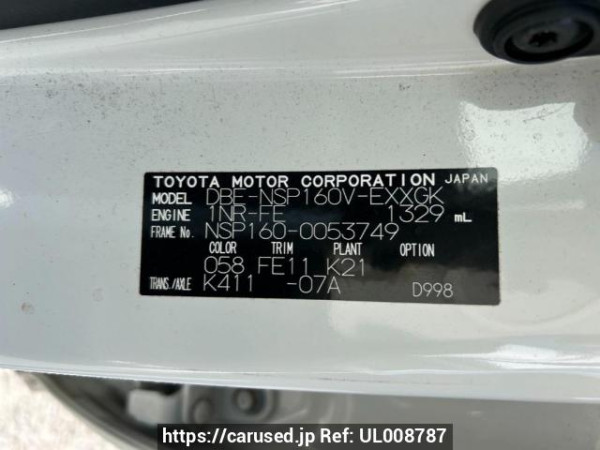 TOYOTA MOTOR CORPORATION JAPAN
MODEL DBE-NSP160V-EXXGK
ENGINE 1NR-FE 1329 mL
FRAME No. NSP160-0053749
COLOR TRIM PLANT OPTION
058 FE11 K21
TRANS./AXLE K411 -07A D998
https://carused.jp Ref: UL008787